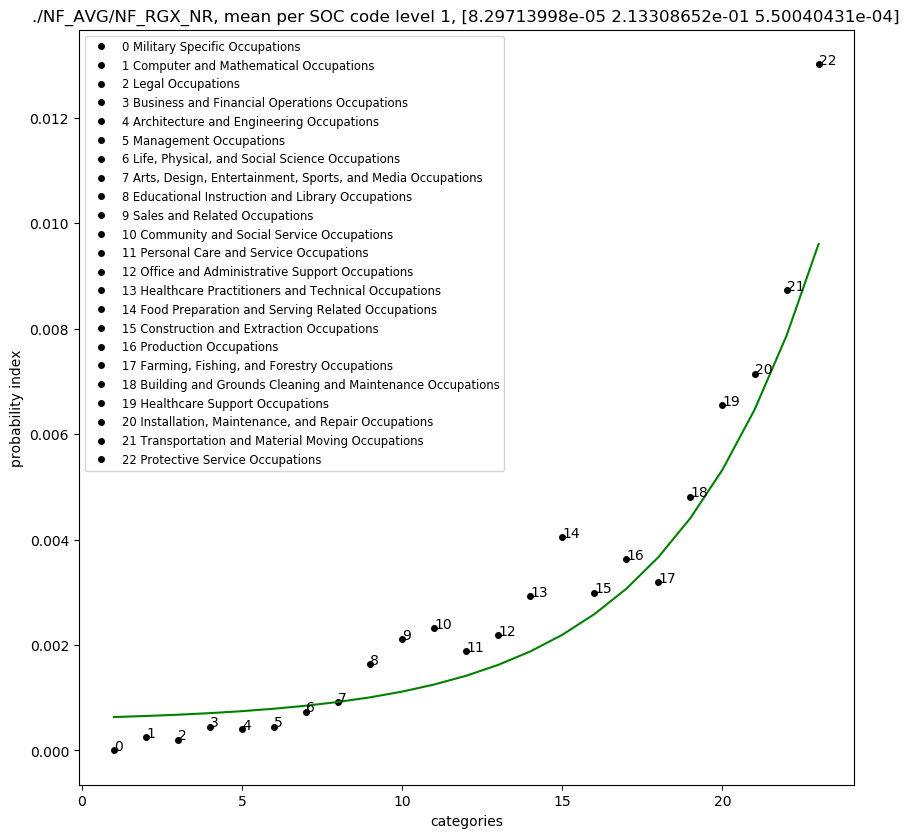 ./NF_AVG/NF_RGX_NR, mean per SOC code level 1, [8.29713998e-05 2.13308652e-01 5.50040431e-04]
0 Military Specific Occupations
1 Computer and Mathematical Occupations
2 Legal Occupations
3 Business and Financial Operations Occupations
4 Architecture and Engineering Occupations
5 Management Occupations
6 Life, Physical, and Social Science Occupations
7 Arts, Design, Entertainment, Sports, and Media Occupations
8 Educational Instruction and Library Occupations
9 Sales and Related Occupations
10 Community and Social Service Occupations
11 Personal Care and Service Occupations
12 Office and Administrative Support Occupations
13 Healthcare Practitioners and Technical Occupations
14 Food Preparation and Serving Related Occupations
15 Construction and Extraction Occupations
16 Production Occupations
17 Farming, Fishing, and Forestry Occupations
18 Building and Grounds Cleaning and Maintenance Occupations
19 Healthcare Support Occupations
20 Installation, Maintenance, and Repair Occupations
21 Transportation and Material Moving Occupations
22 Protective Service Occupations
probability index
0.012
0.010
0.008
0.006
0.004
0.002
0.000
0
1
2
3
4
5
6
7
8
9
10
11
12
13
14
15
16
17
18
19
20
21
22
0
5
10
15
20
categories